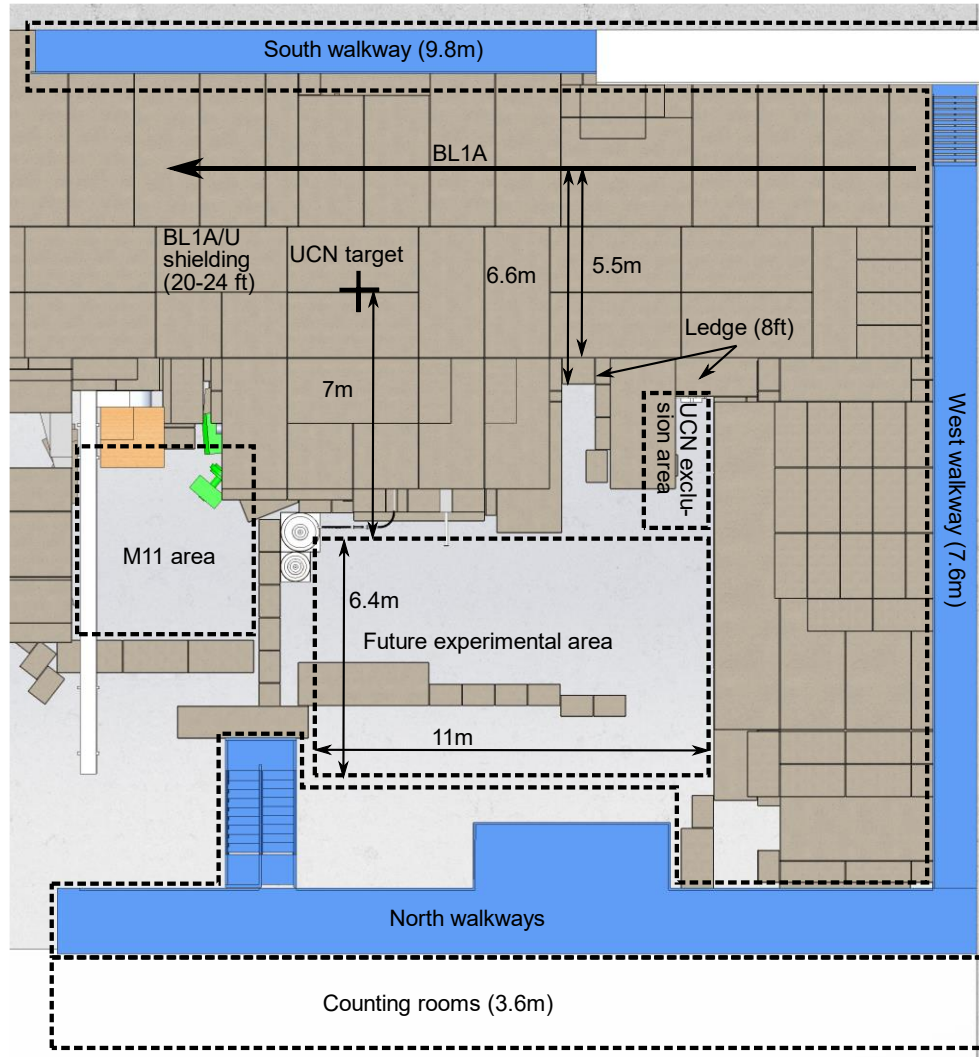 South walkway (9.8m)
BL1A
BL1A/U
shielding
(20-24 ft)
UCN target
6.6m
5.5m
Ledge (8ft)
7m
UCN exclu-
sion area
West walkway (7.6m)
M11 area
6.4m
Future experimental area
11m
North walkways
Counting rooms (3.6m)